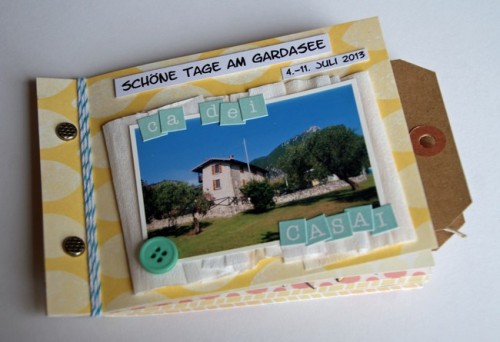 SCHÖNE TAGE AM GARDASEE
4.-11. JULI 2013
ca dei
CASAI